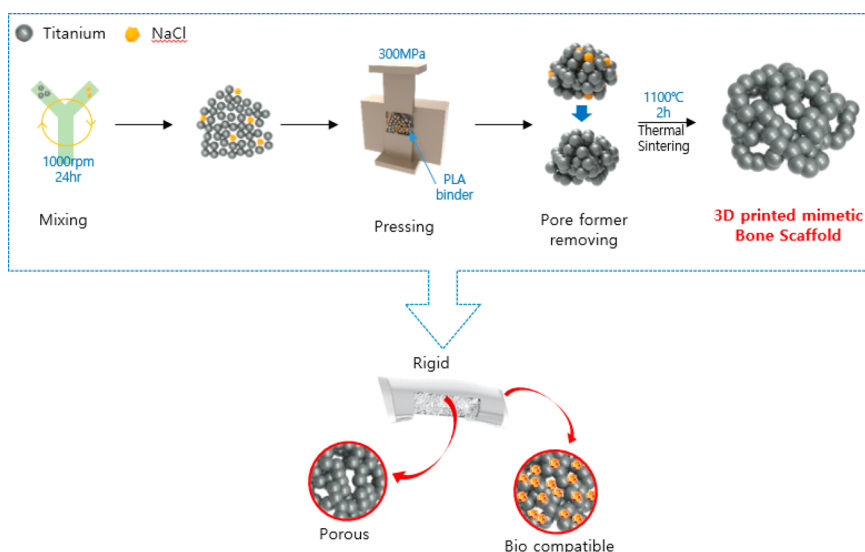 Titanium
NaCl
1000rpm
24hr
Mixing
300MPa
PLA
binder
Pressing
Pore former
removing
1100℃
2h
Thermal
Sintering
3D printed mimetic
Bone Scaffold
Rigid
Porous
Bio compatible